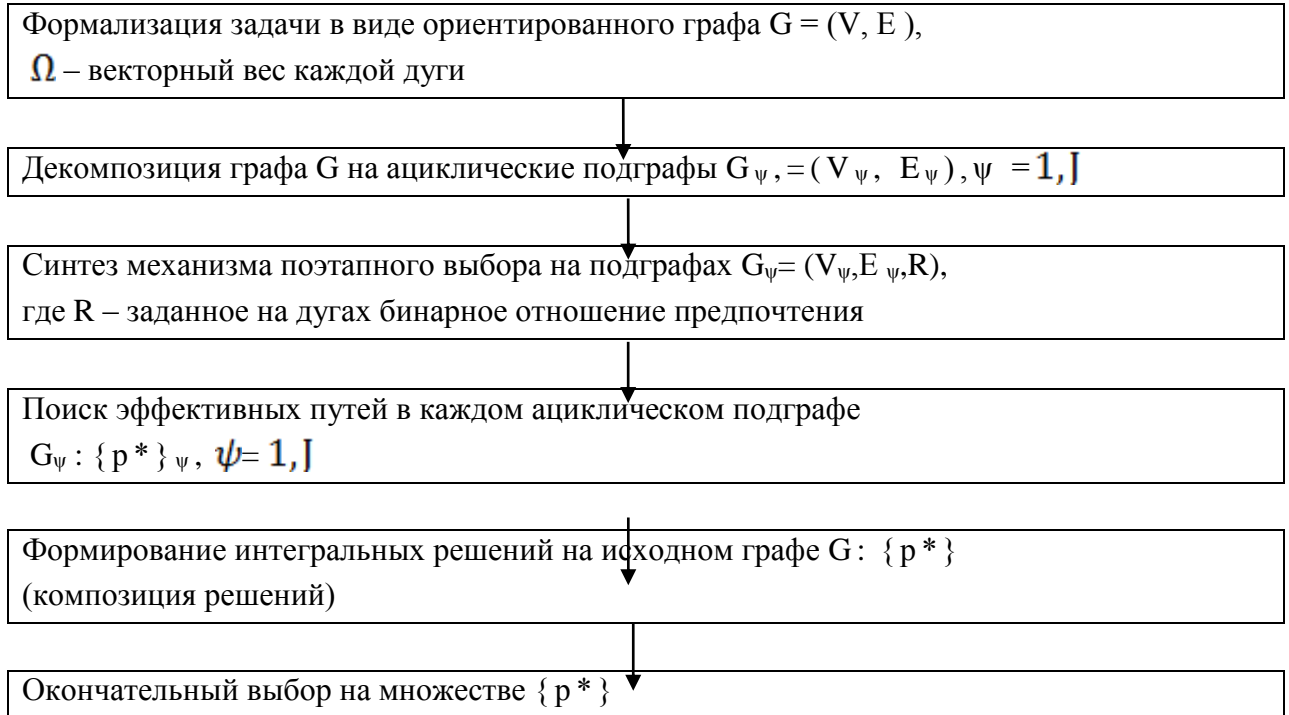 Формализация задачи в виде ориентированного графа G = (V, E ),
Ω – векторный вес каждой дуги
Декомпозиция графа G на ациклические подграфы G ψ , = ( V ψ , E ψ ) , ψ = 1, J
Синтез механизма поэтапного выбора на подграфах Gψ= (Vψ,E ψ,R),
где R – заданное на дугах бинарное отношение предпочтения
Поиск эффективных путей в каждом ациклическом подграфе
Gψ : { p * } ψ , ψ= 1, J
Формирование интегральных решений на исходном графе G : { p * }
(композиция решений)
Окончательный выбор на множестве { p * }